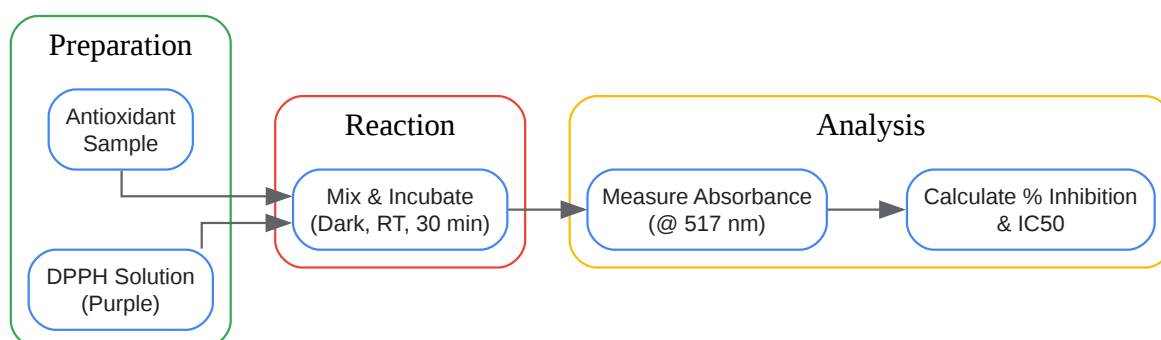 Preparation
Antioxidant
Sample
DPPH Solution
(Purple)
Reaction
Mix & Incubate
(Dark, RT, 30 min)
Analysis
Measure Absorbance
(@ 517 nm)
Calculate % Inhibition
& IC50